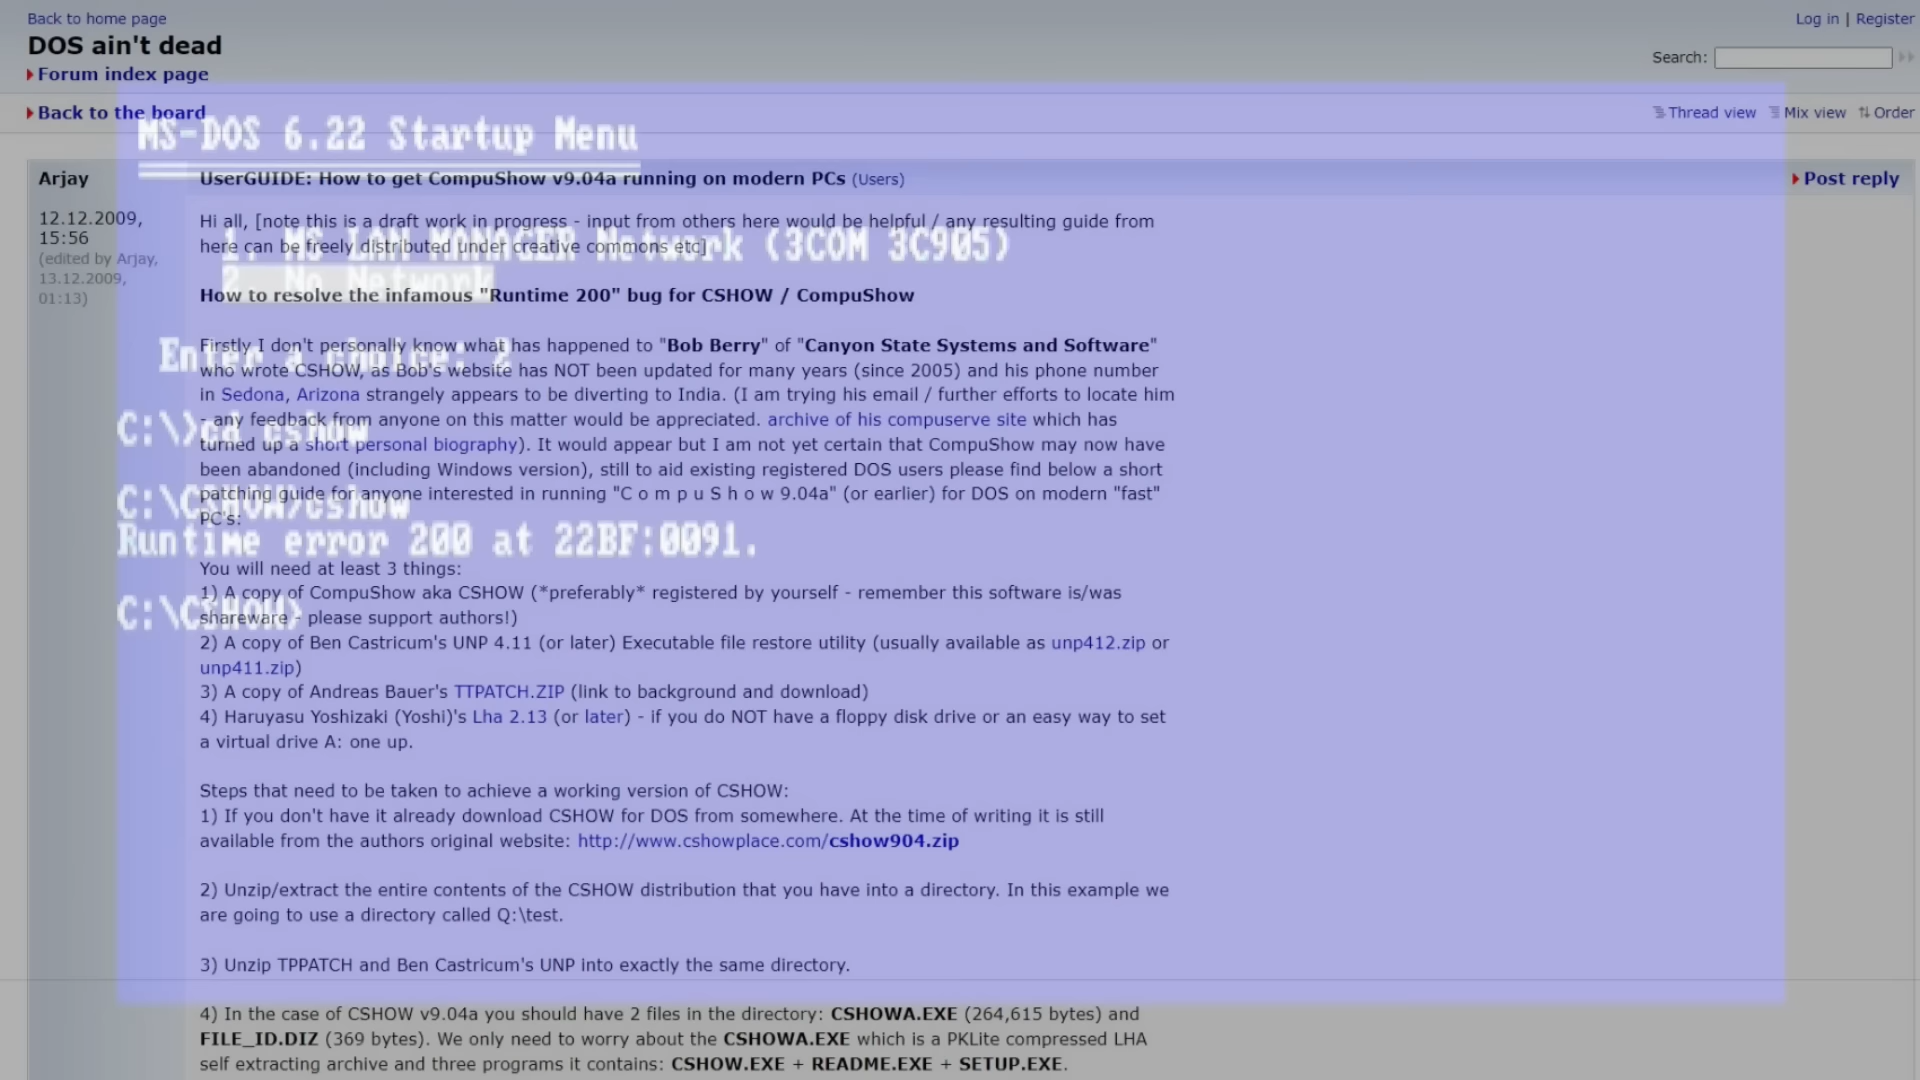 Back to home page
Log in | Register
DOS ain't dead
Search:
Forum index page
Back to the board
Thread view Mix view Order
MS-DOS 6.22 Startup Menu
Arjay
UserGUIDE: How to get CompuShow v9.04a running on modern PCs (Users)
Post reply
12.12.2009,
15:56
(edited by Arjay,
13.12.2009,
01:13)
Hi all, [note this is a draft work in progress - input from others here would be helpful / any resulting guide from
here can be freely distributed under creative commons etc]
1. MS LAN MANAGER Network (3COM 3C905)
2. No Network
How to resolve the infamous "Runtime 200" bug for CSHOW / CompuShow
Enter a choice: 2
Firstly I don't personally know what has happened to "Bob Berry" of "Canyon State Systems and Software"
who wrote CSHOW, as Bob's website has NOT been updated for many years (since 2005) and his phone number
in Sedona, Arizona strangely appears to be diverting to India. (I am trying his email / further efforts to locate him
- any feedback from anyone on this matter would be appreciated. archive of his compuserve site which has
turned up a short personal biography). It would appear but I am not yet certain that CompuShow may now have
been abandoned (including Windows version), still to aid existing registered DOS users please find below a short
patching guide for anyone interested in running "C o m p u S h o w 9.04a" (or earlier) for DOS on modern "fast"
PC's:
C:\>cd cshow
C:\CSHOW>cshow
Runtime error 200 at 22BF:0091.
C:\CSHOW>
You will need at least 3 things:
1) A copy of CompuShow aka CSHOW (*preferably* registered by yourself - remember this software is/was
shareware - please support authors!)
2) A copy of Ben Castricum's UNP 4.11 (or later) Executable file restore utility (usually available as unp412.zip or
unp411.zip)
3) A copy of Andreas Bauer's TTPATCH.ZIP (link to background and download)
4) Haruyasu Yoshizaki (Yoshi)'s Lha 2.13 (or later) - if you do NOT have a floppy disk drive or an easy way to set
a virtual drive A: one up.
Steps that need to be taken to achieve a working version of CSHOW:
1) If you don't have it already download CSHOW for DOS from somewhere. At the time of writing it is still
available from the authors original website: http://www.cshowplace.com/cshow904.zip
2) Unzip/extract the entire contents of the CSHOW distribution that you have into a directory. In this example we
are going to use a directory called Q:\test.
3) Unzip TPPATCH and Ben Castricum's UNP into exactly the same directory.
4) In the case of CSHOW v9.04a you should have 2 files in the directory: CSHOWA.EXE (264,615 bytes) and
FILE_ID.DIZ (369 bytes). We only need to worry about the CSHOWA.EXE which is a PKLite compressed LHA
self extracting archive and three programs it contains: CSHOW.EXE + README.EXE + SETUP.EXE.